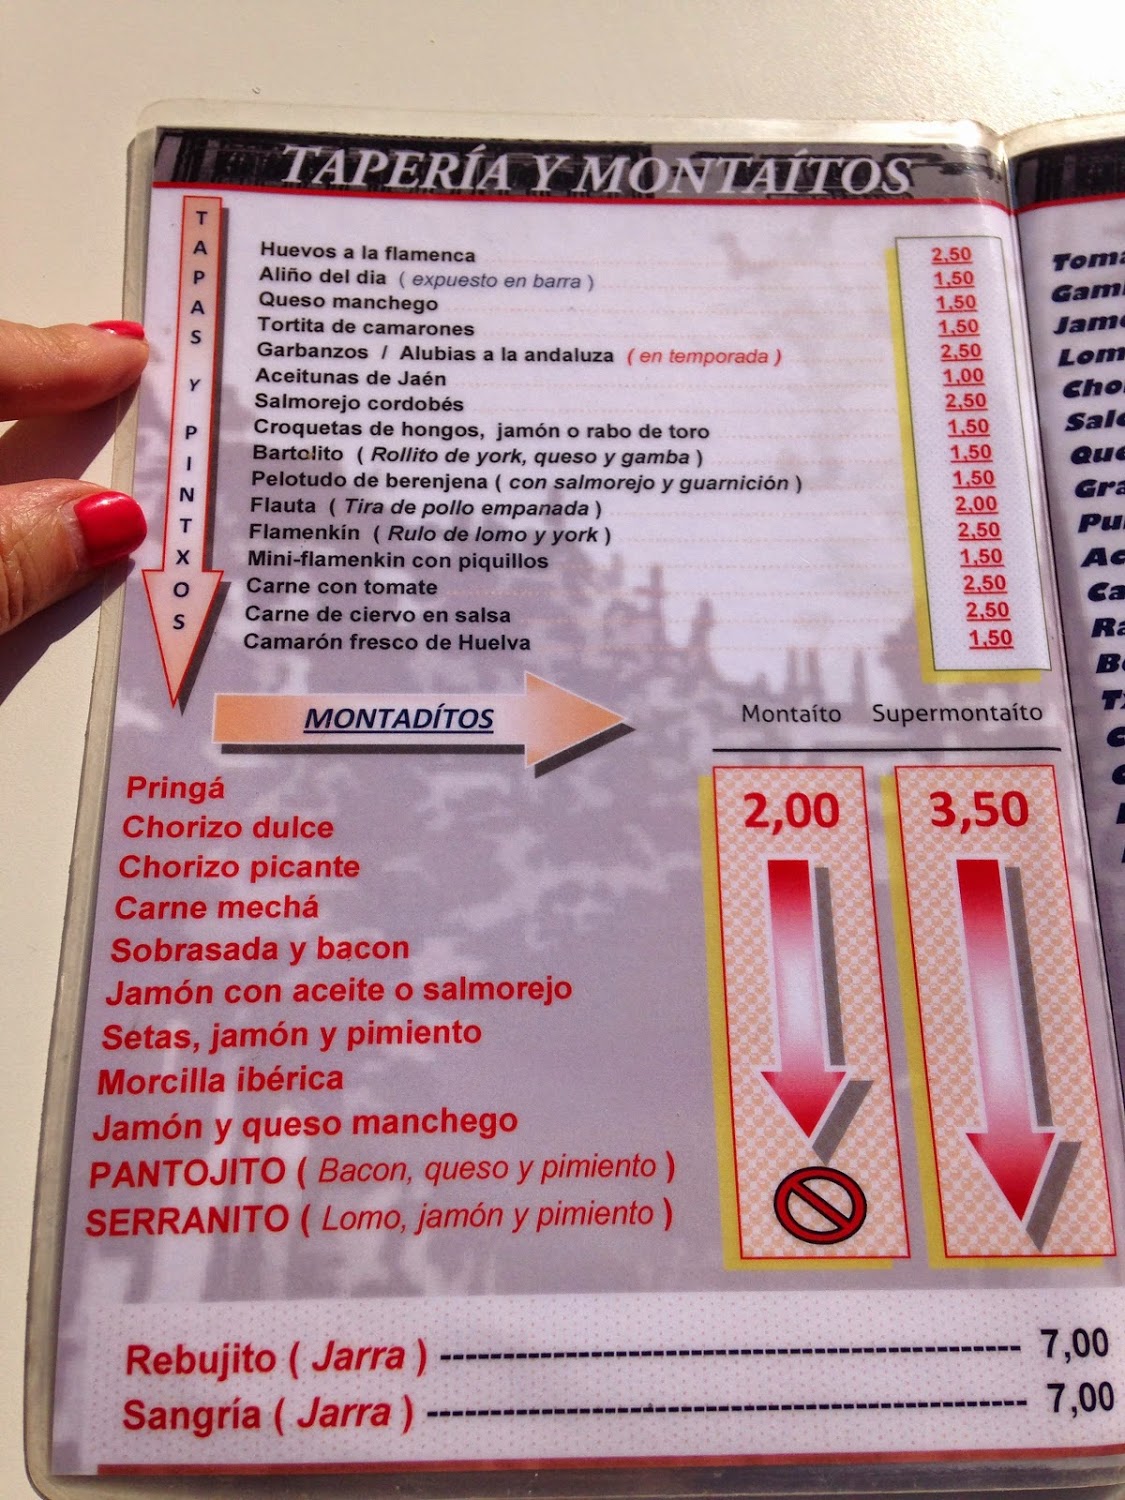 TAPERÍA Y MONTAÍTOS
TAPAS Y PINTXOS
Huevos a la flamenca 2,50
Aliño del dia ( expuesto en barra ) 1,50
Queso manchego 1,50
Tortita de camarones 1,50
Garbanzos / Alubias a la andaluza ( en temporada ) 2,50
Aceitunas de Jaén 1,00
Salmorejo cordobés 2,50
Croquetas de hongos, jamón o rabo de toro 1,50
Bartolito ( Rollito de york, queso y gamba ) 1,50
Pelotudo de berenjena ( con salmorejo y guarnición ) 1,50
Flauta ( Tira de pollo empanada ) 2,00
Flamenkín ( Rulo de lomo y york ) 2,50
Mini-flamenkin con piquillos 1,50
Carne con tomate 2,50
Carne de ciervo en salsa 2,50
Camarón fresco de Huelva 1,50
MONTADÍTOS
Montaíto Supermontaíto
2,00 3,50
Pringá
Chorizo dulce
Chorizo picante
Carne mechá
Sobrasada y bacon
Jamón con aceite o salmorejo
Setas, jamón y pimiento
Morcilla ibérica
Jamón y queso manchego
PANTOJITO ( Bacon, queso y pimiento )
SERRANITO ( Lomo, jamón y pimiento )
Rebujito ( Jarra ) ---------------------------------------- 7,00
Sangría ( Jarra ) ----------------------------------------- 7,00